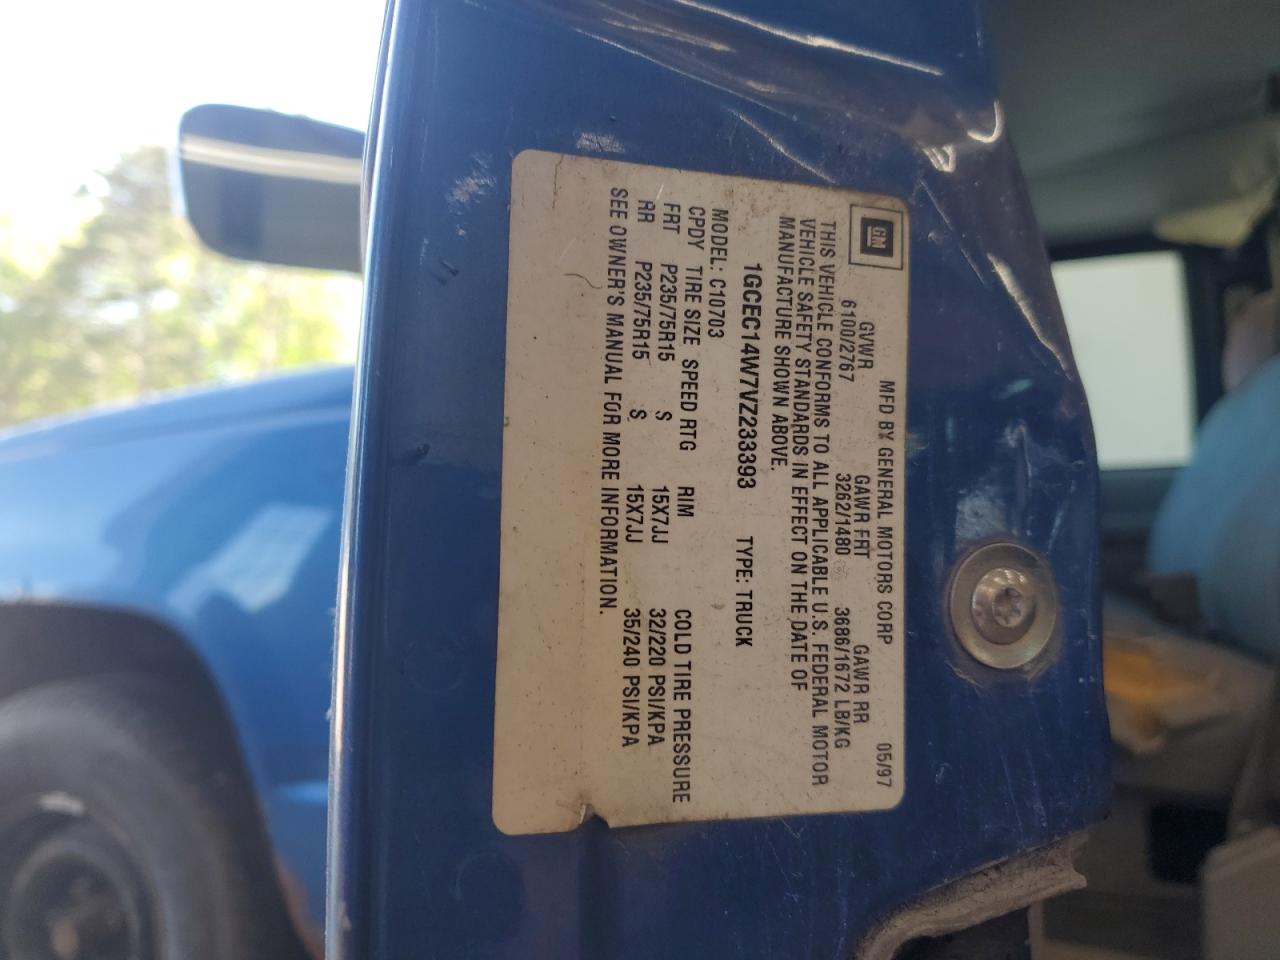 GM
MFD BY GENERAL MOTORS CORP 05/97
GVWR GAWR FRT GAWR RR
6100/2767 3262/1480 3686/1672 LB/KG
THIS VEHICLE CONFORMS TO ALL APPLICABLE U.S. FEDERAL MOTOR
VEHICLE SAFETY STANDARDS IN EFFECT ON THE DATE OF
MANUFACTURE SHOWN ABOVE.
1GCEC14W7VZ233393 TYPE: TRUCK
MODEL: C10703
CPDY TIRE SIZE SPEED RTG RIM COLD TIRE PRESSURE
FRT P235/75R15 S 15X7JJ 32/220 PSI/KPA
RR P235/75R15 S 15X7JJ 35/240 PSI/KPA
SEE OWNER'S MANUAL FOR MORE INFORMATION.